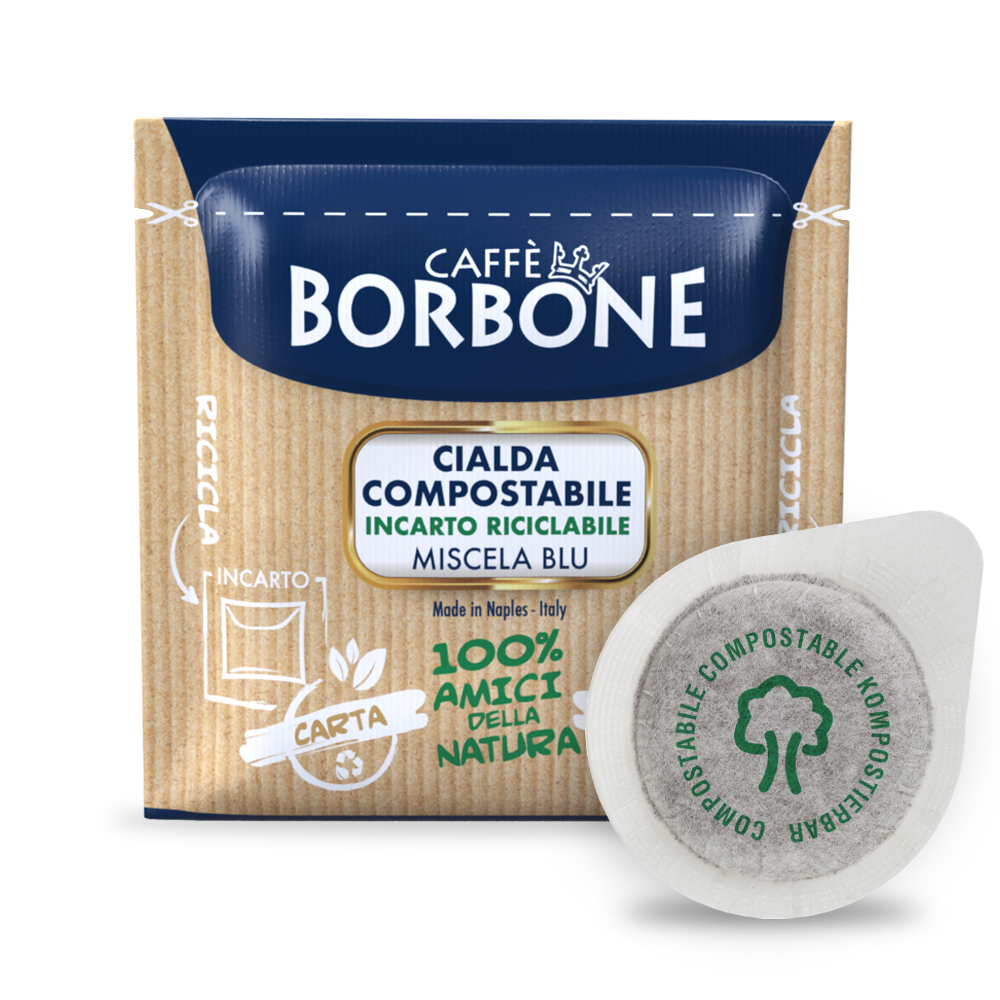 CAFFÈ
BORBONE
CIALDA
COMPOSTABILE
INCARTO RICICLABILE
MISCELA BLU
Made in Naples - Italy
RICICLA
RICICLA
INCARTO
CARTA
100%
AMICI
DELLA
NATURA
COMPOSTABILE COMPOSTABLE KOMPOSTIERBAR